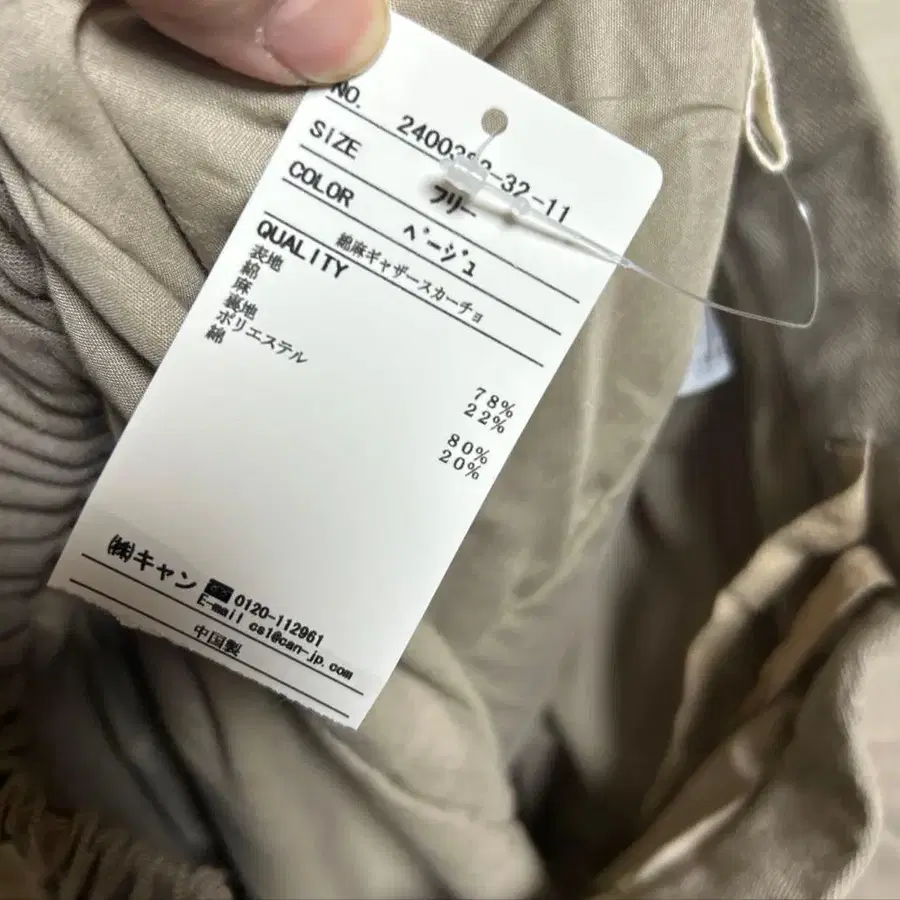 NO.
SIZE フリー
COLOR ベージュ
綿麻ギャザースカーチョ
QUALITY
表地
綿 78%
麻 22%
裏地
ポリエステル 80%
綿 20%
㈱キャン ☎0120-112961
E-mail cs1@can-jp.com
中国製